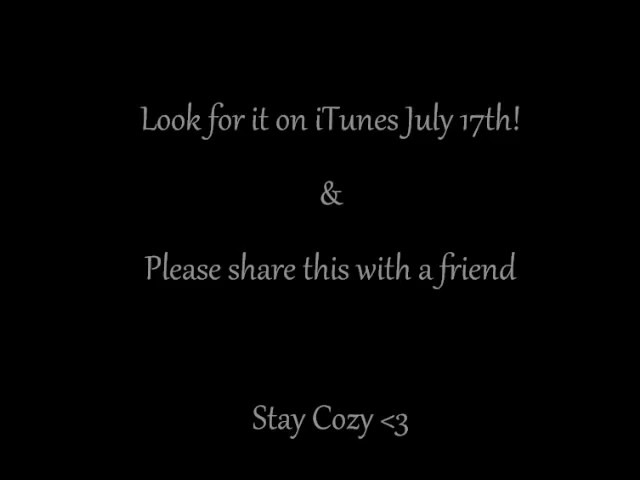 Look for it on iTunes July 17th!
&
Please share this with a friend
Stay Cozy <3